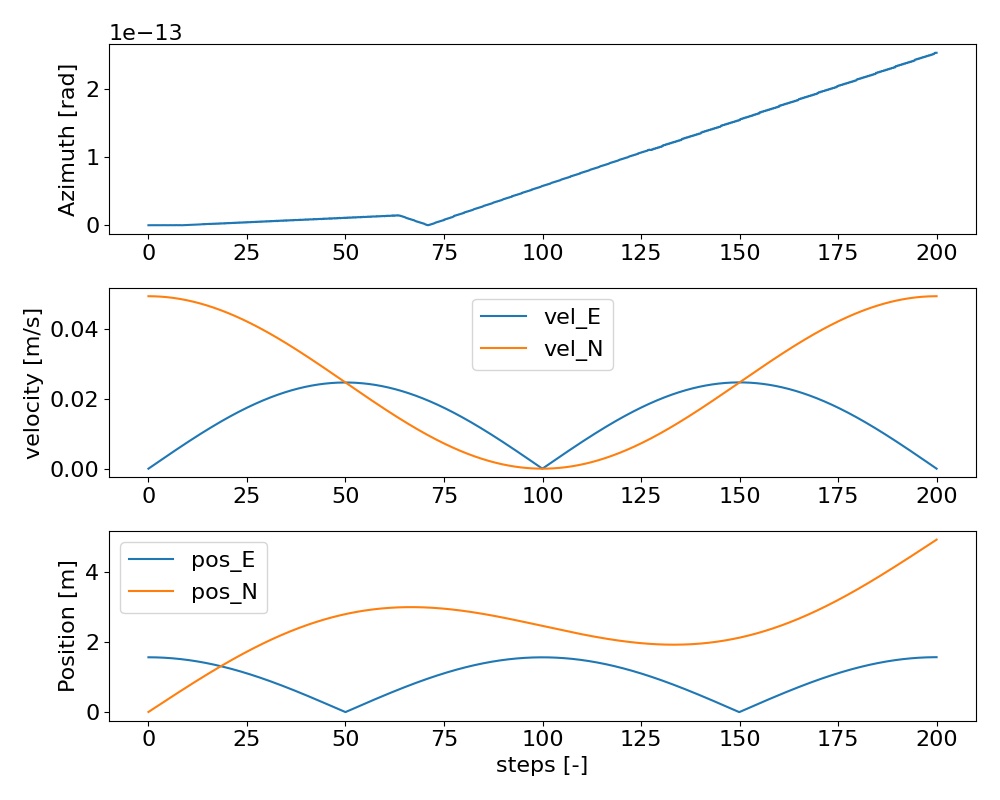 1e−13
Azimuth [rad]
2
1
0
0 25 50 75 100 125 150 175 200
velocity [m/s]
0.04
0.02
0.00
vel_E
vel_N
0 25 50 75 100 125 150 175 200
Position [m]
4
2
0
pos_E
pos_N
0 25 50 75 100 125 150 175 200
steps [-]